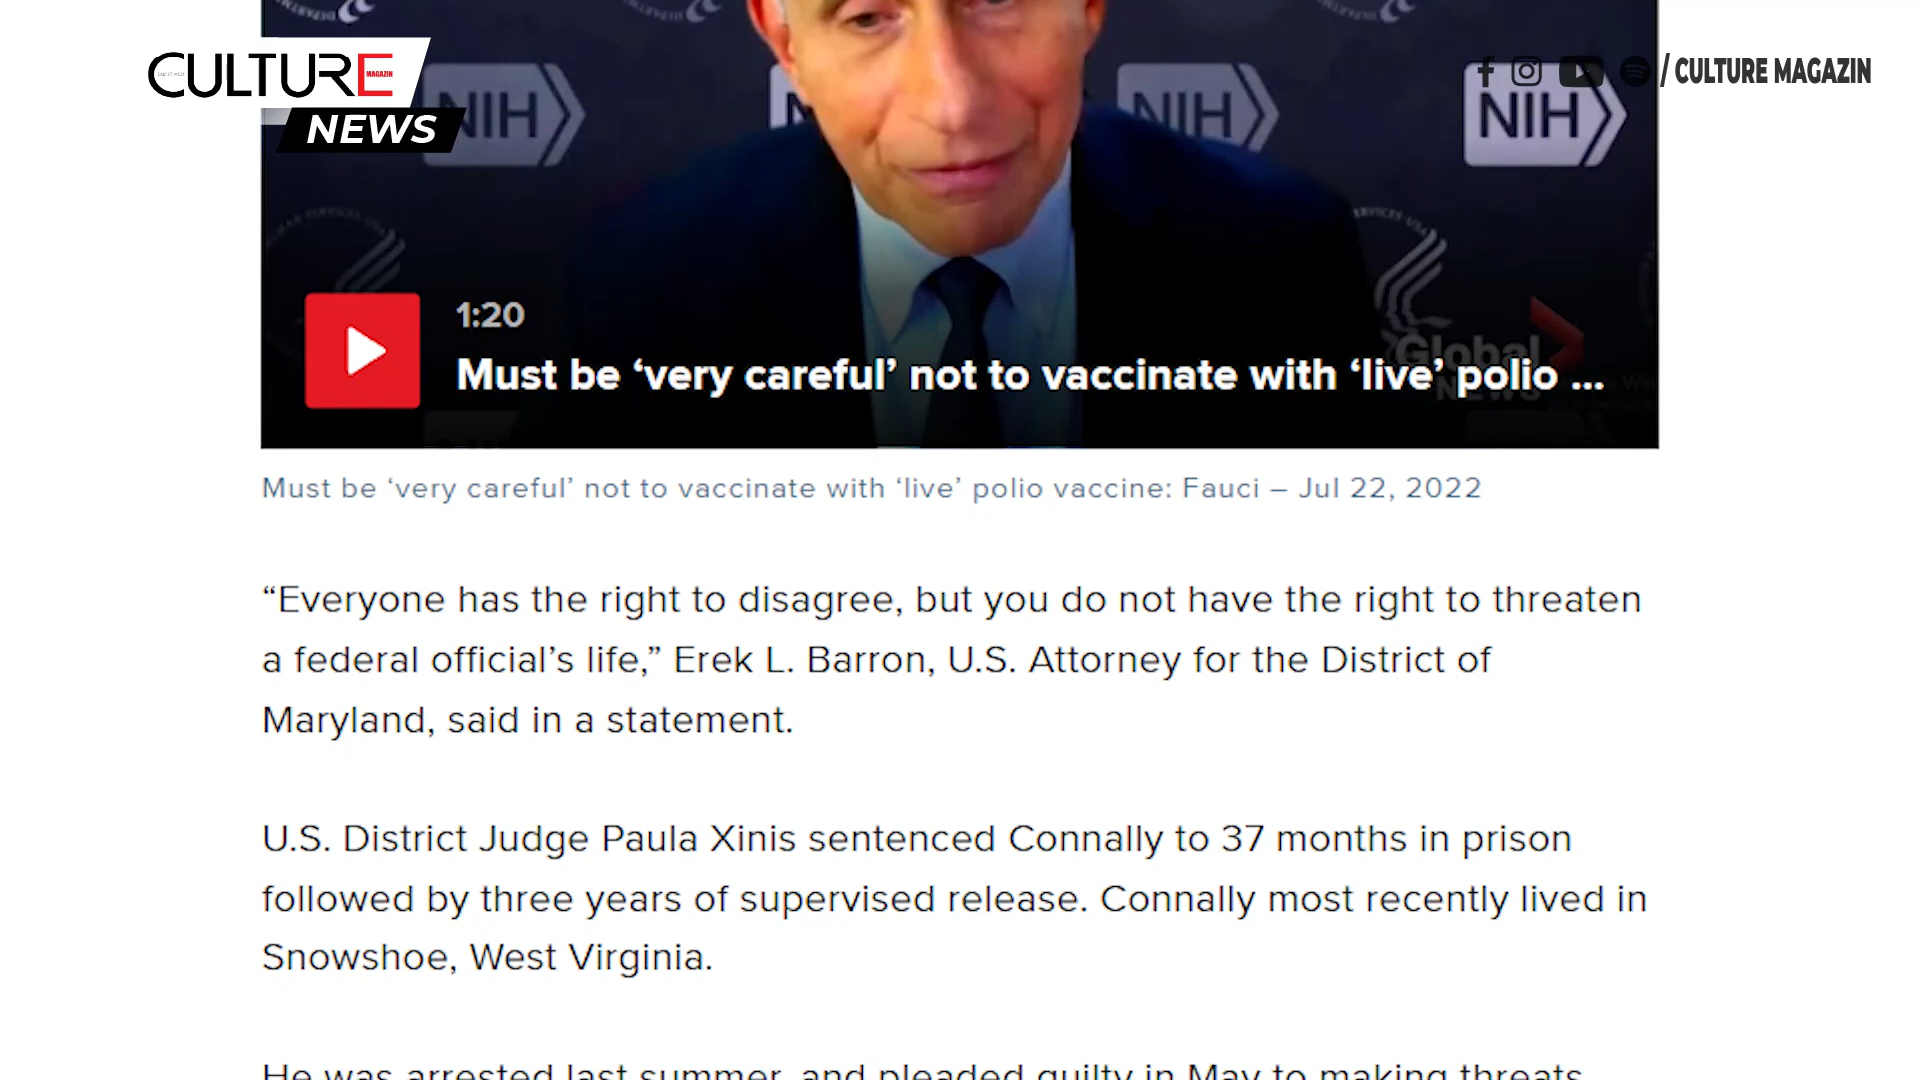 CULTURE
MAGAZIN
NEWS
/ CULTURE MAGAZIN
NIH
NIH
NIH
1:20
Must be ‘very careful’ not to vaccinate with ‘live’ polio ...
Global
NEWS
Must be ‘very careful’ not to vaccinate with ‘live’ polio vaccine: Fauci – Jul 22, 2022
“Everyone has the right to disagree, but you do not have the right to threaten
a federal official’s life,” Erek L. Barron, U.S. Attorney for the District of
Maryland, said in a statement.
U.S. District Judge Paula Xinis sentenced Connally to 37 months in prison
followed by three years of supervised release. Connally most recently lived in
Snowshoe, West Virginia.
He was arrested last summer, and pleaded guilty in May to making threats